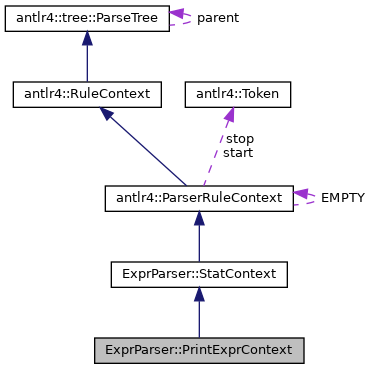 antlr4::tree::ParseTree
parent
antlr4::RuleContext
antlr4::Token
stop
start
antlr4::ParserRuleContext
EMPTY
ExprParser::StatContext
ExprParser::PrintExprContext